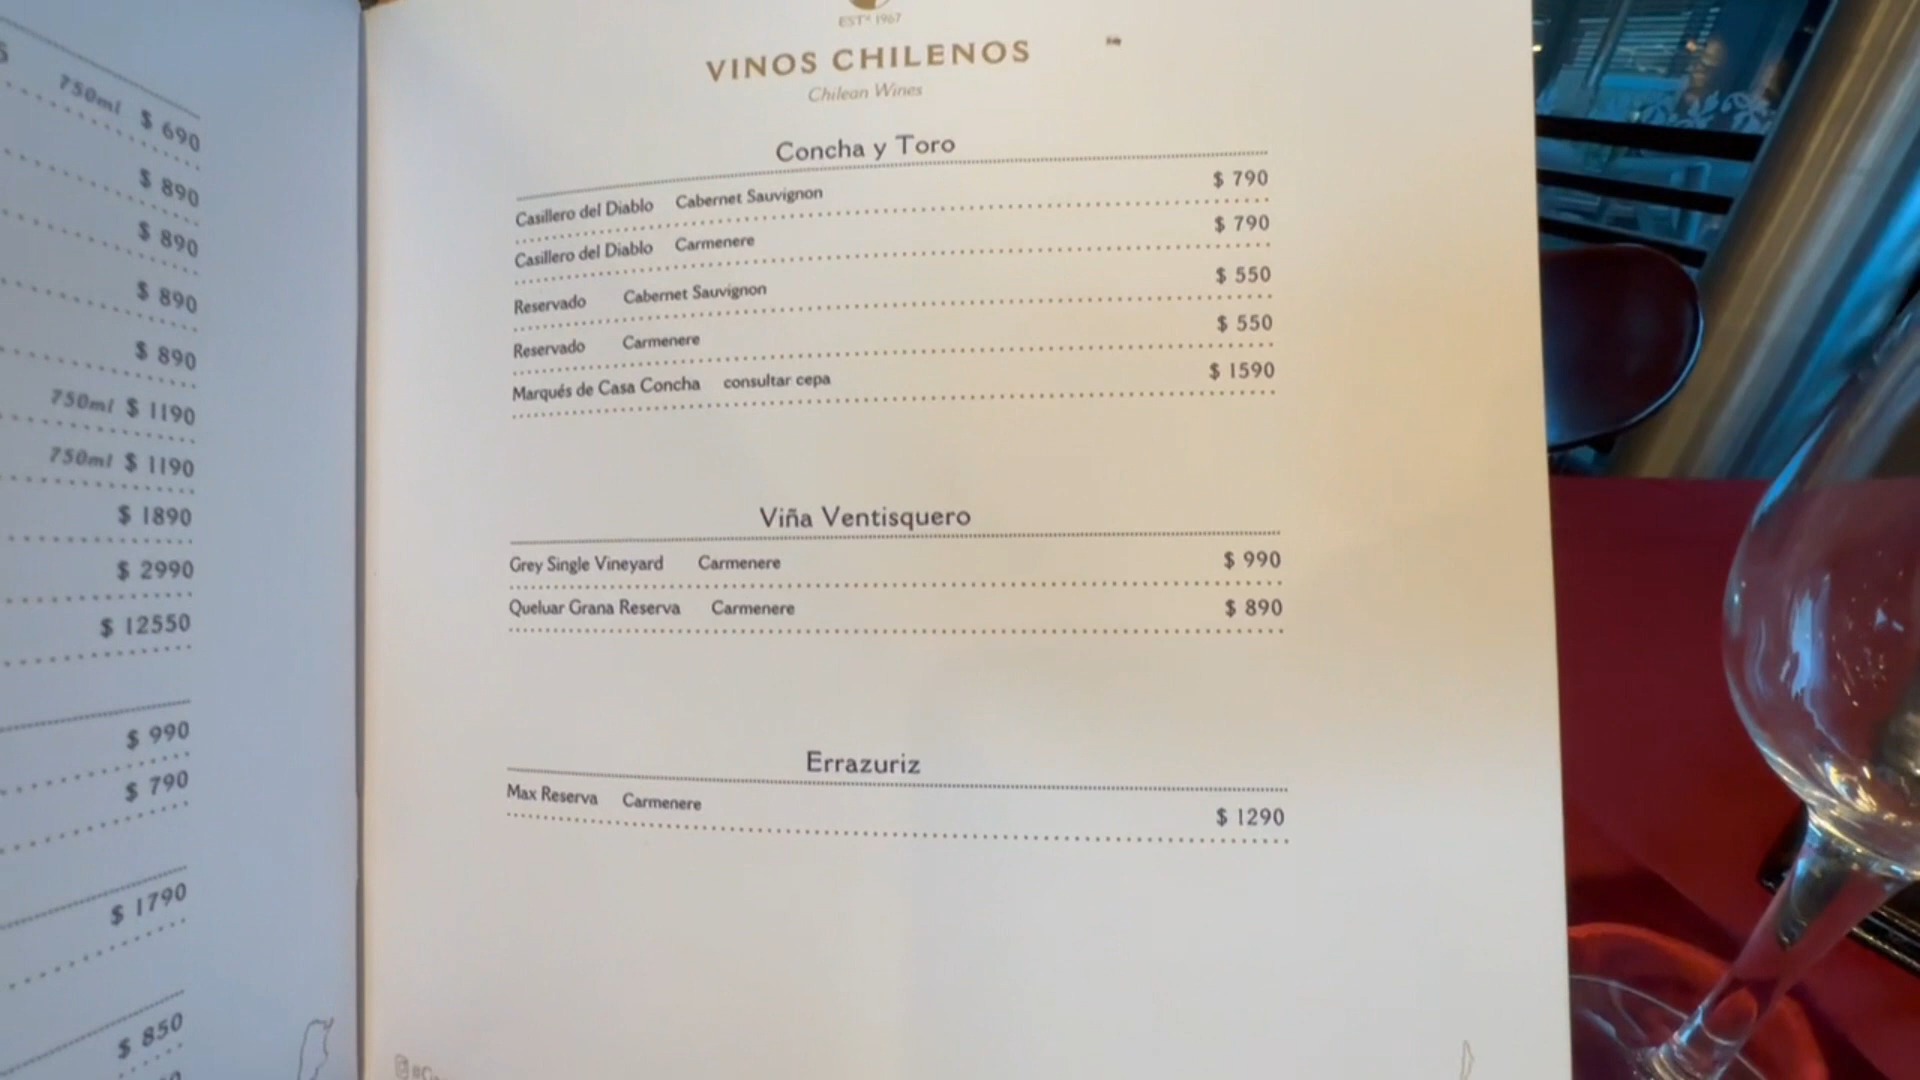 750ml $ 690
$ 890
$ 890
$ 890
$ 890
750ml $ 1190
750ml $ 1190
$ 1890
$ 2990
$ 12550
$ 990
$ 790
$ 1790
$ 850
ESTº 1967
VINOS CHILENOS
Chilean Wines
Concha y Toro
Casillero del Diablo Cabernet Sauvignon $ 790
Casillero del Diablo Carmenere $ 790
Reservado Cabernet Sauvignon $ 550
Reservado Carmenere $ 550
Marqués de Casa Concha consultar cepa $ 1590
Viña Ventisquero
Grey Single Vineyard Carmenere $ 990
Queluar Grana Reserva Carmenere $ 890
Errazuriz
Max Reserva Carmenere $ 1290